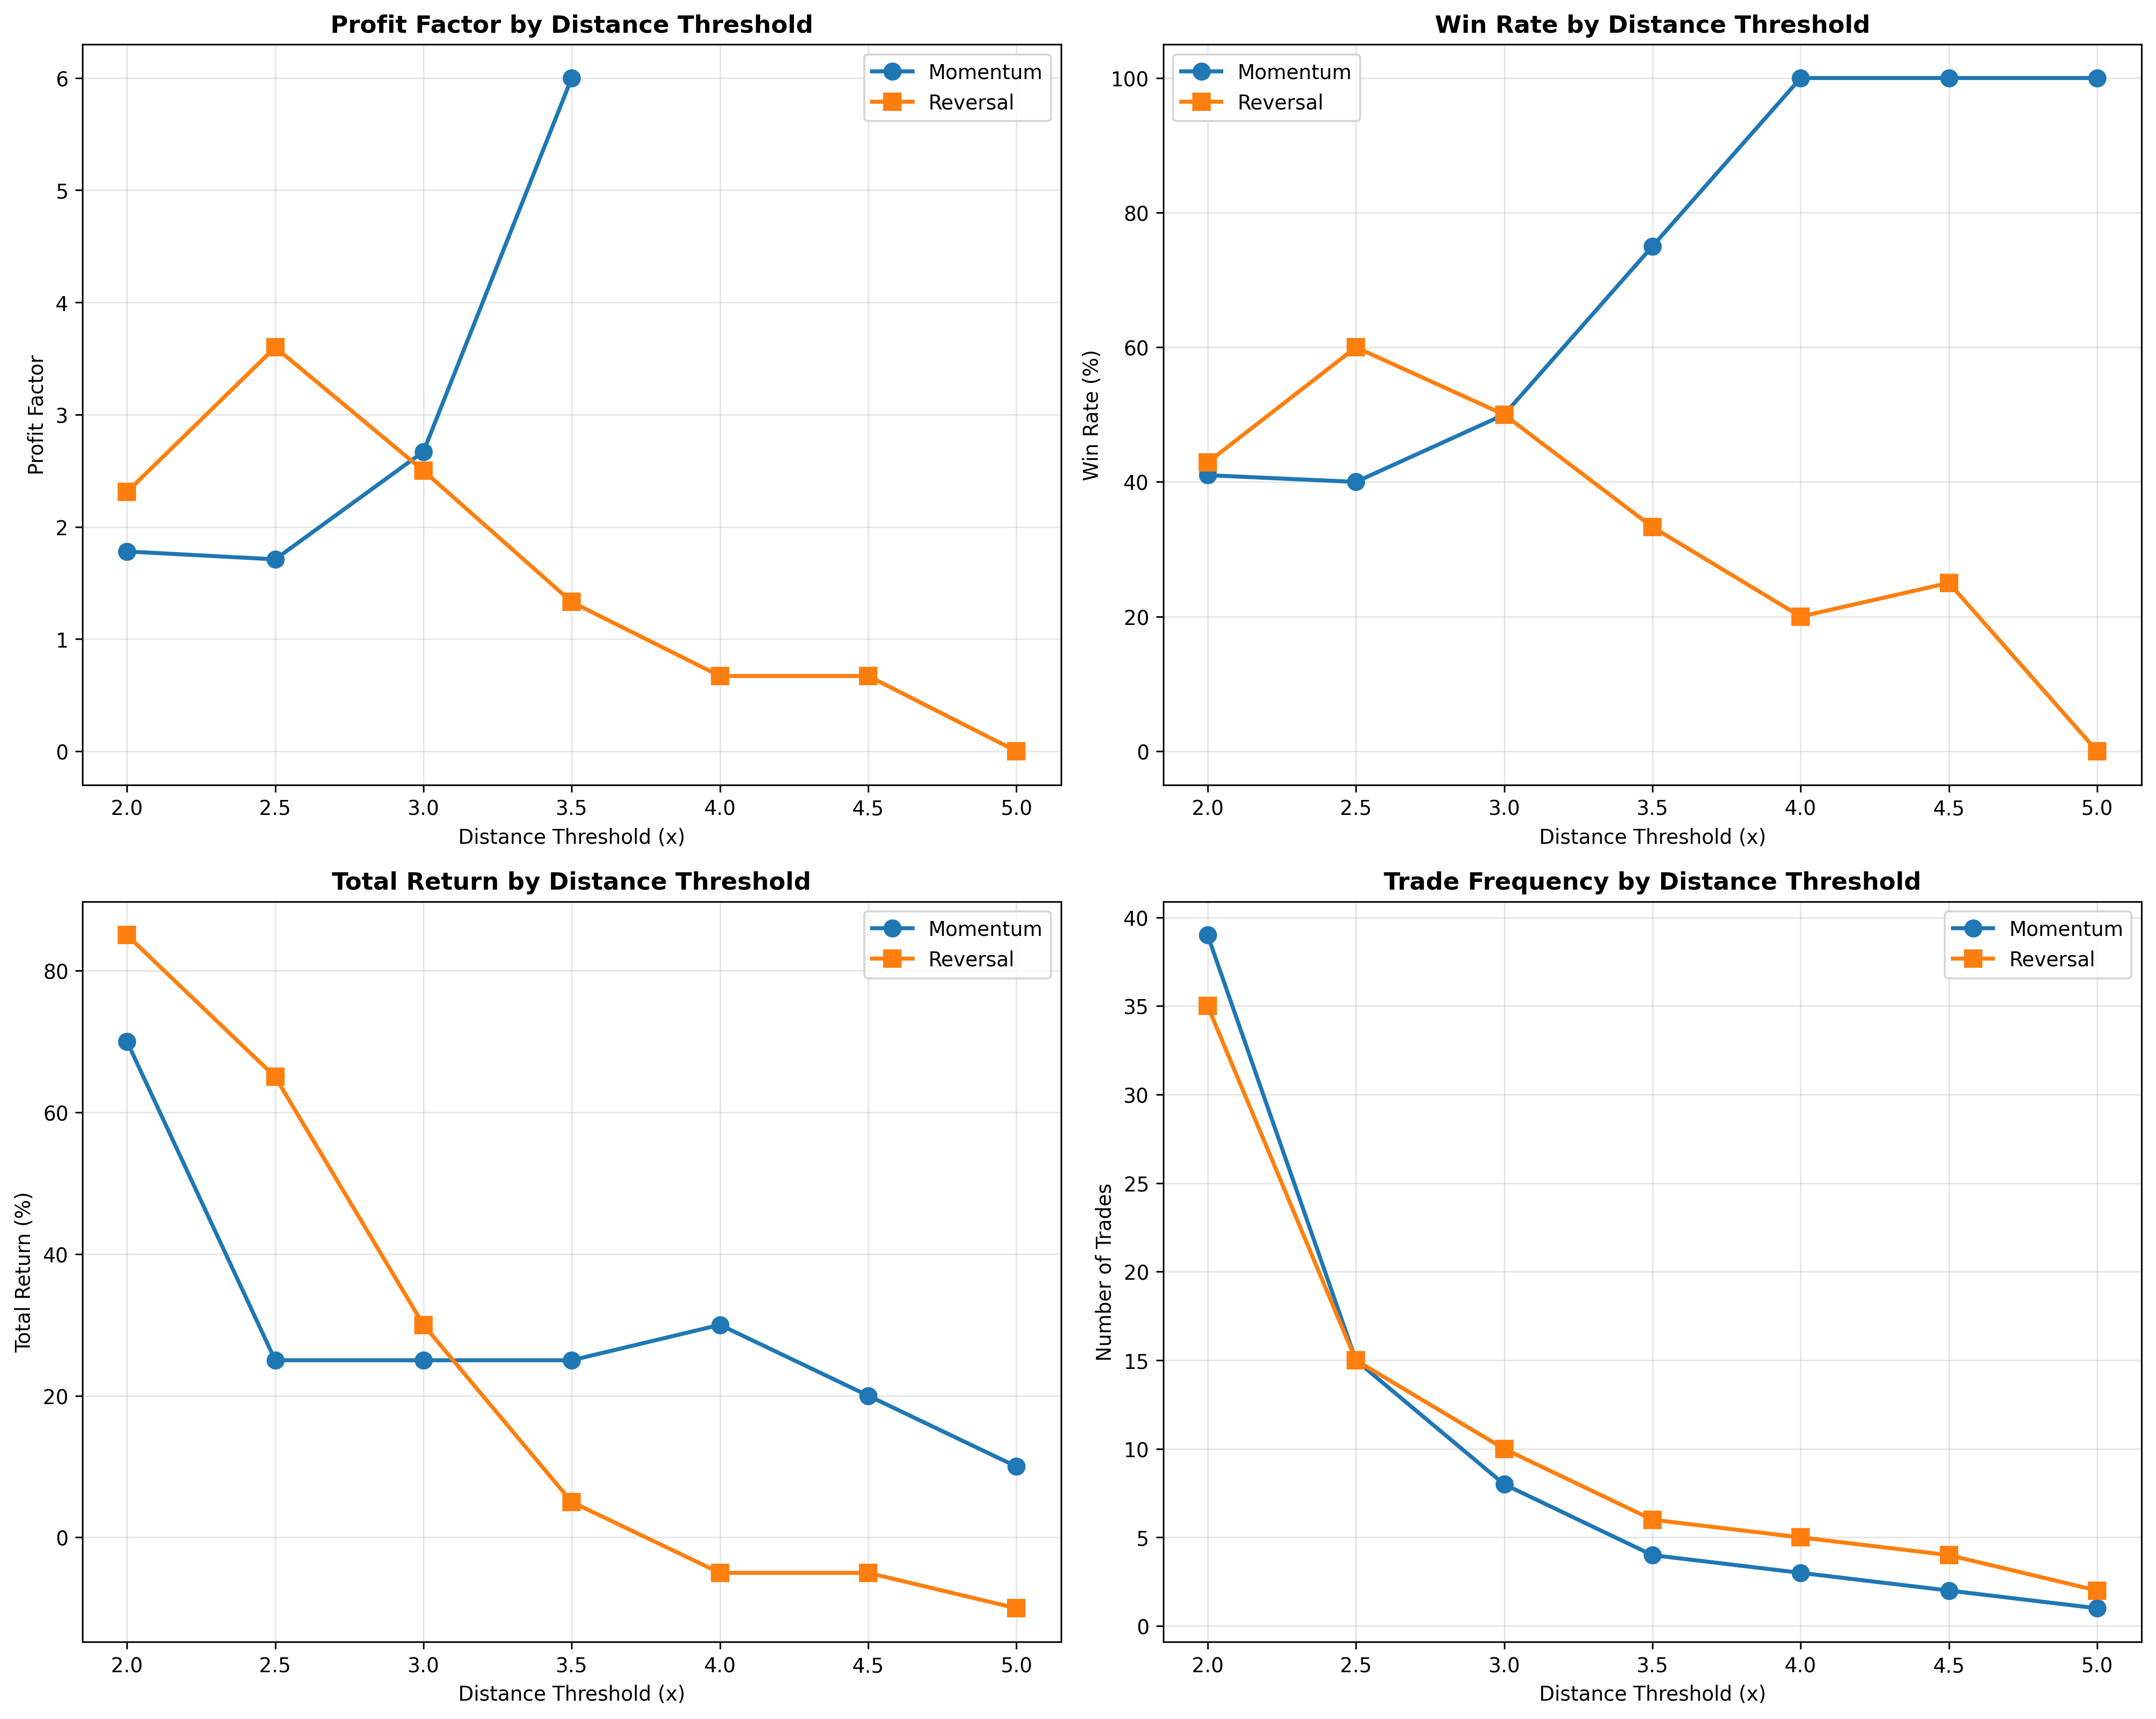 Profit Factor by Distance Threshold
Momentum
Reversal
6
5
4
3
2
1
0
Profit Factor
2.0 2.5 3.0 3.5 4.0 4.5 5.0
Distance Threshold (x)
Win Rate by Distance Threshold
Momentum
Reversal
100
80
60
40
20
0
Win Rate (%)
2.0 2.5 3.0 3.5 4.0 4.5 5.0
Distance Threshold (x)
Total Return by Distance Threshold
Momentum
Reversal
80
60
40
20
0
Total Return (%)
2.0 2.5 3.0 3.5 4.0 4.5 5.0
Distance Threshold (x)
Trade Frequency by Distance Threshold
Momentum
Reversal
40
35
30
25
20
15
10
5
0
Number of Trades
2.0 2.5 3.0 3.5 4.0 4.5 5.0
Distance Threshold (x)